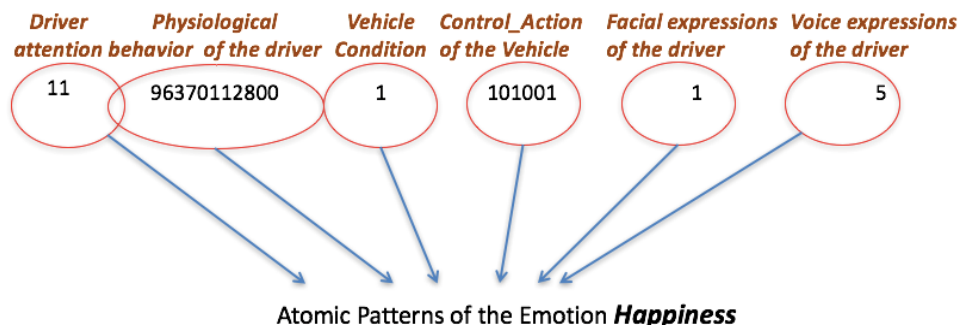 Driver Physiological Vehicle Control_Action Facial expressions Voice expressions
attention behavior of the driver Condition of the Vehicle of the driver of the driver
11 96370112800 1 101001 1 5
Atomic Patterns of the Emotion Happiness